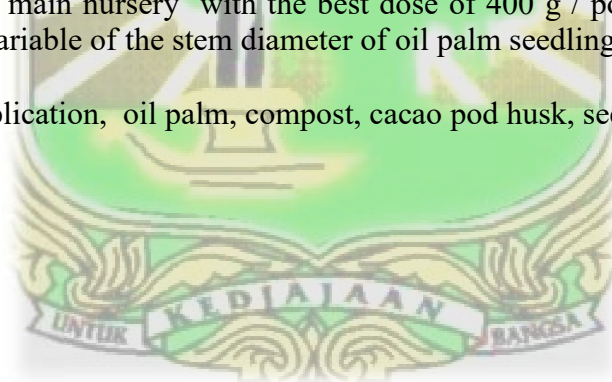 main nursery with the best dose of 400 g / po
ariable of the stem diameter of oil palm seedling
plication, oil palm, compost, cacao pod husk, see
UNTUK KEDJAJAAN BANGSA